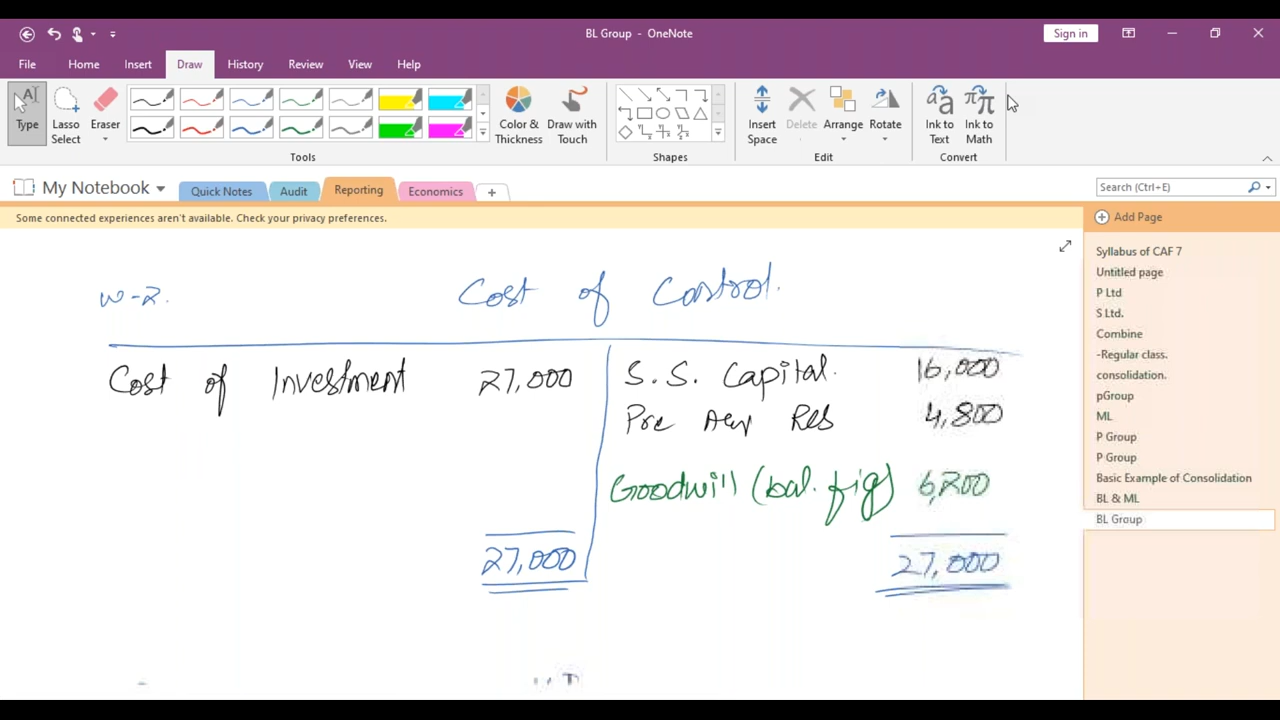 BL Group - OneNote
Sign in
File Home Insert Draw History Review View Help
Type
Lasso Select
Eraser
Color & Thickness
Draw with Touch
Insert Space
Delete
Arrange
Rotate
Ink to Text
Ink to Math
Tools
Shapes
Edit
Convert
My Notebook
Quick Notes
Audit
Reporting
Economics
Search (Ctrl+E)
Some connected experiences aren't available. Check your privacy preferences.
Add Page
Syllabus of CAF 7
Untitled page
P Ltd
S Ltd.
Combine
-Regular class.
consolidation.
pGroup
ML
P Group
P Group
Basic Example of Consolidation
BL & ML
BL Group
W-2. Cost of Control.
Cost of Investment 27,000
S.S. Capital. 16,000
Pre Acq Res 4,800
Goodwill (bal. fig) 6,200
27,000
27,000